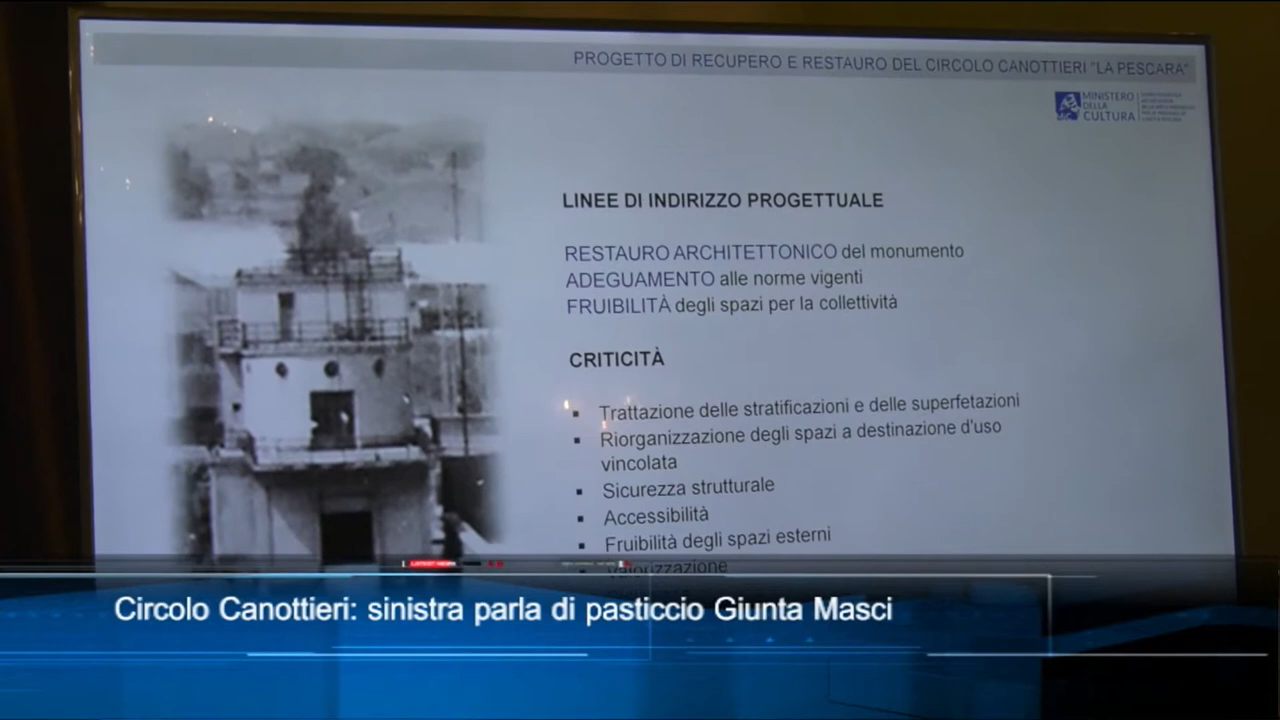 PROGETTO DI RECUPERO E RESTAURO DEL CIRCOLO CANOTTIERI "LA PESCARA"
MINISTERO
DELLA
CULTURA
LINEE DI INDIRIZZO PROGETTUALE
RESTAURO ARCHITETTONICO del monumento
ADEGUAMENTO alle norme vigenti
FRUIBILITÀ degli spazi per la collettività
CRITICITÀ
▪ Trattazione delle stratificazioni e delle superfetazioni
▪ Riorganizzazione degli spazi a destinazione d'uso
vincolata
▪ Sicurezza strutturale
▪ Accessibilità
▪ Fruibilità degli spazi esterni
▪ Valorizzazione
LATEST NEWS
Circolo Canottieri: sinistra parla di pasticcio Giunta Masci